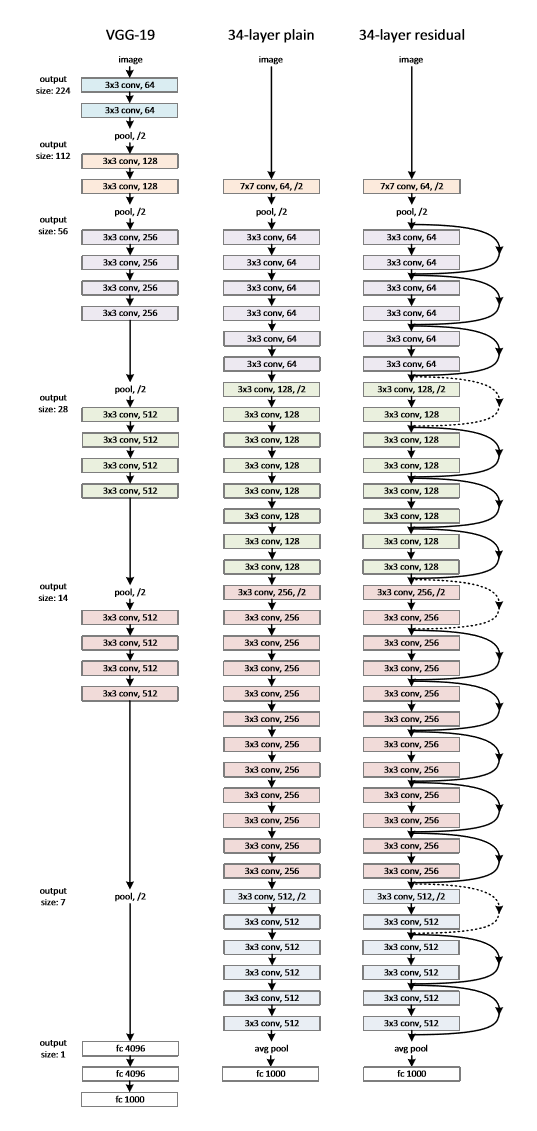 output
size: 224
output
size: 112
output
size: 56
output
size: 28
output
size: 14
output
size: 7
output
size: 1
VGG-19
image
3x3 conv, 64
3x3 conv, 64
pool, /2
3x3 conv, 128
3x3 conv, 128
pool, /2
3x3 conv, 256
3x3 conv, 256
3x3 conv, 256
3x3 conv, 256
pool, /2
3x3 conv, 512
3x3 conv, 512
3x3 conv, 512
3x3 conv, 512
pool, /2
3x3 conv, 512
3x3 conv, 512
3x3 conv, 512
3x3 conv, 512
pool, /2
fc 4096
fc 4096
fc 1000
34-layer plain
image
7x7 conv, 64, /2
pool, /2
3x3 conv, 64
3x3 conv, 64
3x3 conv, 64
3x3 conv, 64
3x3 conv, 64
3x3 conv, 64
3x3 conv, 128, /2
3x3 conv, 128
3x3 conv, 128
3x3 conv, 128
3x3 conv, 128
3x3 conv, 128
3x3 conv, 128
3x3 conv, 128
3x3 conv, 256, /2
3x3 conv, 256
3x3 conv, 256
3x3 conv, 256
3x3 conv, 256
3x3 conv, 256
3x3 conv, 256
3x3 conv, 256
3x3 conv, 256
3x3 conv, 256
3x3 conv, 256
3x3 conv, 256
3x3 conv, 512, /2
3x3 conv, 512
3x3 conv, 512
3x3 conv, 512
3x3 conv, 512
3x3 conv, 512
avg pool
fc 1000
34-layer residual
image
7x7 conv, 64, /2
pool, /2
3x3 conv, 64
3x3 conv, 64
3x3 conv, 64
3x3 conv, 64
3x3 conv, 64
3x3 conv, 64
3x3 conv, 128, /2
3x3 conv, 128
3x3 conv, 128
3x3 conv, 128
3x3 conv, 128
3x3 conv, 128
3x3 conv, 128
3x3 conv, 128
3x3 conv, 256, /2
3x3 conv, 256
3x3 conv, 256
3x3 conv, 256
3x3 conv, 256
3x3 conv, 256
3x3 conv, 256
3x3 conv, 256
3x3 conv, 256
3x3 conv, 256
3x3 conv, 256
3x3 conv, 256
3x3 conv, 512, /2
3x3 conv, 512
3x3 conv, 512
3x3 conv, 512
3x3 conv, 512
3x3 conv, 512
avg pool
fc 1000